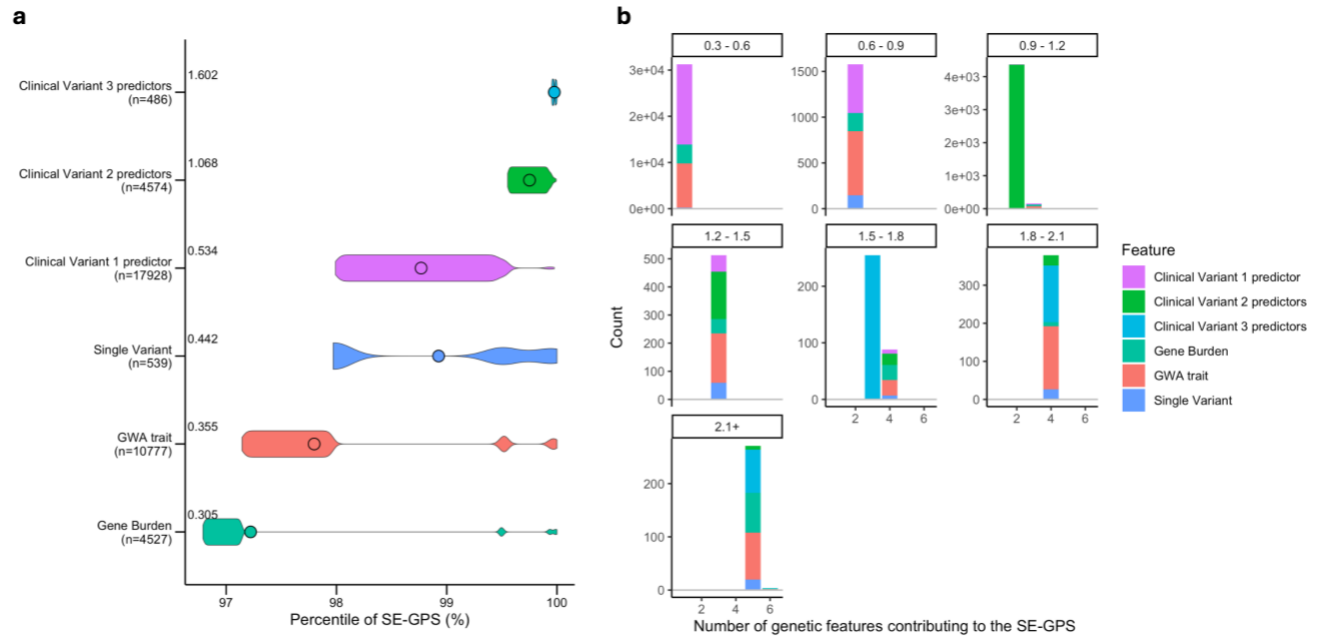 a
1.602
Clinical Variant 3 predictors
(n=486)
1.068
Clinical Variant 2 predictors
(n=4574)
0.534
Clinical Variant 1 predictor
(n=17928)
0.442
Single Variant
(n=539)
0.355
GWA trait
(n=10777)
0.305
Gene Burden
(n=4527)
97 98 99 100
Percentile of SE-GPS (%)
b
0.3 - 0.6
3e+04
2e+04
1e+04
0e+00
0.6 - 0.9
1500
1000
500
0
0.9 - 1.2
4e+03
3e+03
2e+03
1e+03
0e+00
1.2 - 1.5
500
400
300
200
100
0
1.5 - 1.8
200
100
0
2 4 6
1.8 - 2.1
300
200
100
0
2 4 6
2.1+
200
100
0
2 4 6
Count
Number of genetic features contributing to the SE-GPS
Feature
Clinical Variant 1 predictor
Clinical Variant 2 predictors
Clinical Variant 3 predictors
Gene Burden
GWA trait
Single Variant